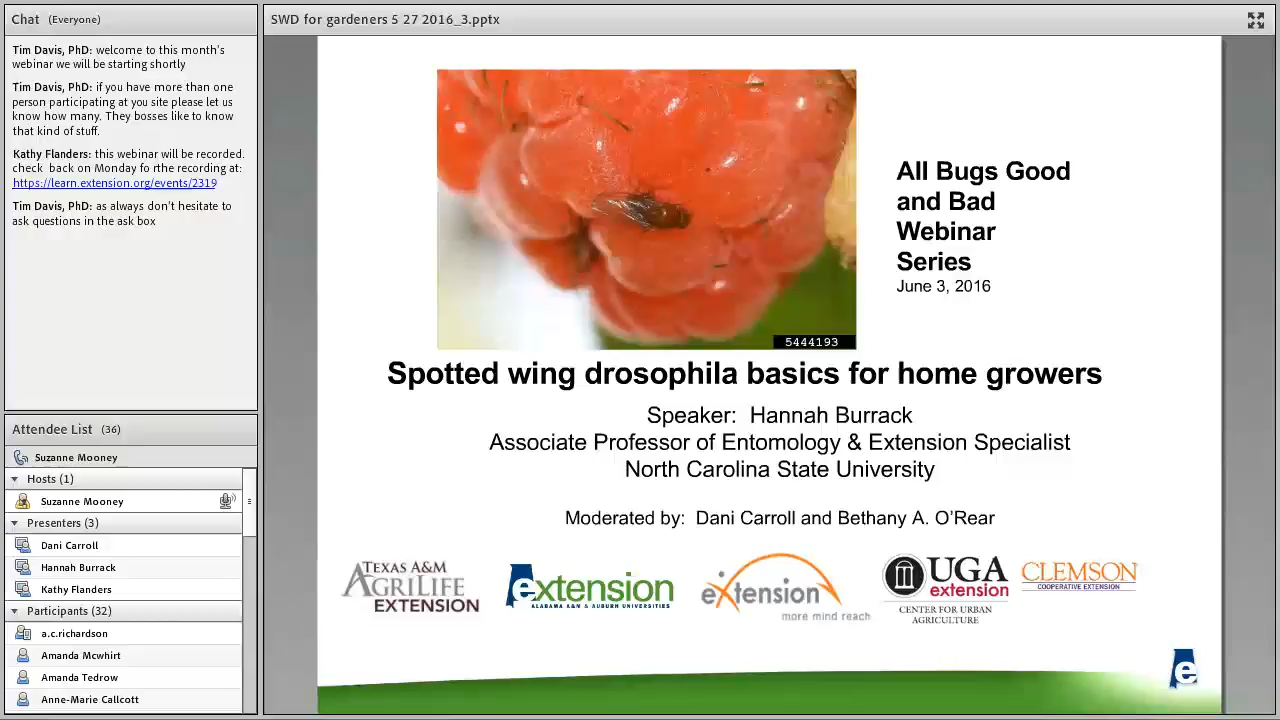 Chat (Everyone)
Tim Davis, PhD: welcome to this month's
webinar we will be starting shortly
Tim Davis, PhD: if you have more than one
person participating at you site please let us
know how many. They bosses like to know
that kind of stuff.
Kathy Flanders: this webinar will be recorded.
check back on Monday fo rthe recording at:
https://learn.extension.org/events/2319
Tim Davis, PhD: as always don't hesitate to
ask questions in the ask box
Attendee List (36)
Suzanne Mooney
Hosts (1)
Suzanne Mooney
Presenters (3)
Dani Carroll
Hannah Burrack
Kathy Flanders
Participants (32)
a.c.richardson
Amanda Mcwhirt
Amanda Tedrow
Anne-Marie Callcott
SWD for gardeners 5 27 2016_3.pptx
5444193
All Bugs Good
and Bad
Webinar
Series
June 3, 2016
Spotted wing drosophila basics for home growers
Speaker: Hannah Burrack
Associate Professor of Entomology & Extension Specialist
North Carolina State University
Moderated by: Dani Carroll and Bethany A. O'Rear
TEXAS A&M
AGRILIFE
EXTENSION
extension
ALABAMA A&M & AUBURN UNIVERSITIES
eXtension
more mind reach
UGA
extension
CENTER FOR URBAN
AGRICULTURE
CLEMSON
COOPERATIVE EXTENSION
e